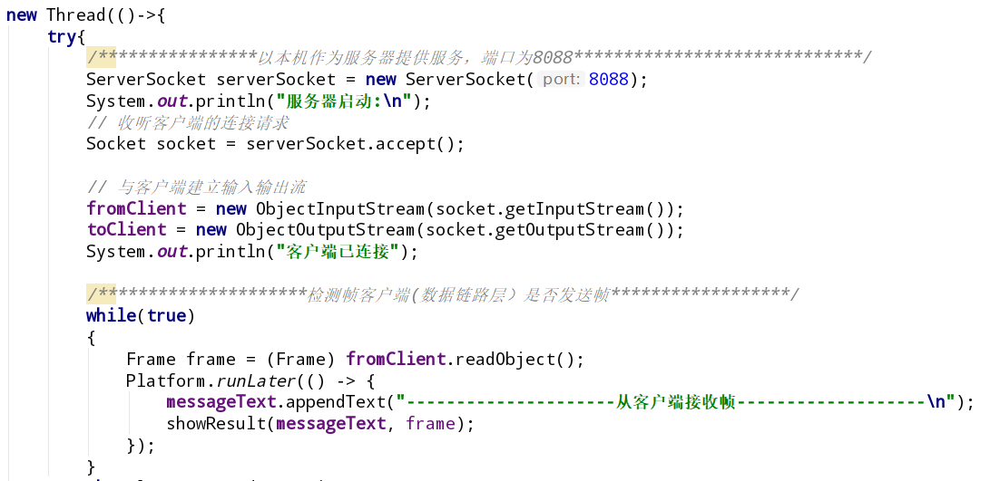 new Thread(()->{
try{
/****************以本机作为服务器提供服务，端口为8088*****************************/
ServerSocket serverSocket = new ServerSocket( port: 8088);
System.out.println("服务器启动:\n");
// 收听客户端的连接请求
Socket socket = serverSocket.accept();
// 与客户端建立输入输出流
fromClient = new ObjectInputStream(socket.getInputStream());
toClient = new ObjectOutputStream(socket.getOutputStream());
System.out.println("客户端已连接");
/*********************检测帧客户端(数据链路层）是否发送帧******************/
while(true)
{
Frame frame = (Frame) fromClient.readObject();
Platform.runLater(() -> {
messageText.appendText("---------------------从客户端接收帧-------------------\n");
showResult(messageText, frame);
});
}